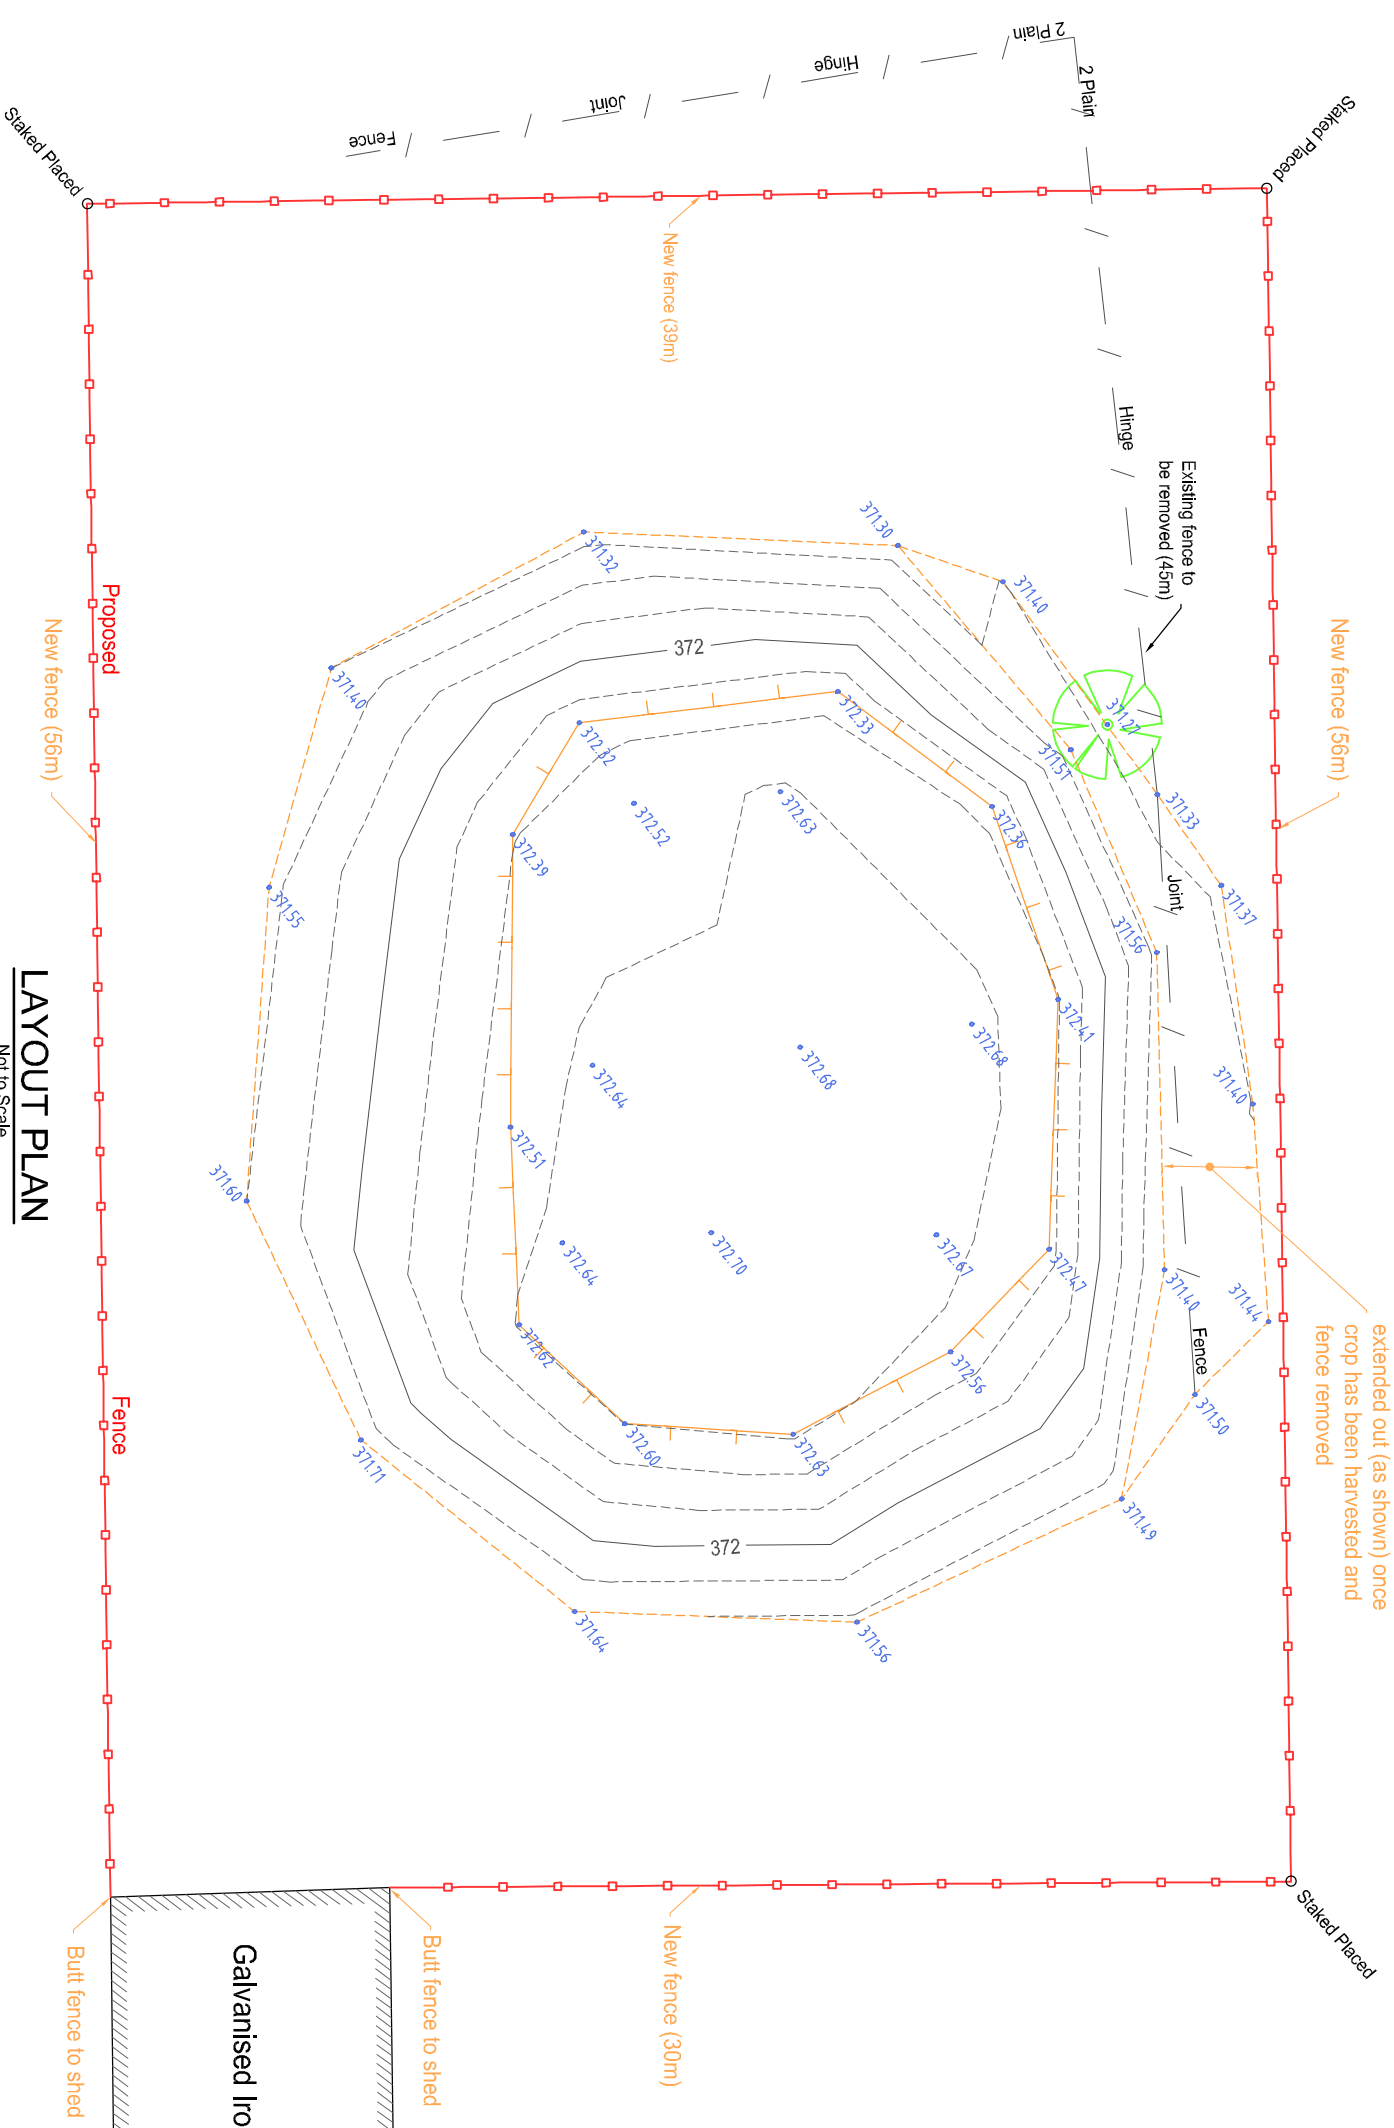 2 Plain
Hinge
Joint
Fence
2 Plain
Hinge
Joint
Fence
Staked Placed
Staked Placed
Staked Placed
New fence (39m)
Existing fence to
be removed (45m)
New fence (56m)
New fence (56m)
Proposed
Fence
extended out (as shown) once
crop has been harvested and
fence removed
371.30
371.32
371.40
371.40
371.27
371.51
371.33
371.37
371.55
371.56
371.40
371.60
371.40
371.44
371.50
371.71
371.49
371.64
371.56
372
372
372.33
372.32
372.36
372.39
372.52
372.63
372.41
372.68
372.68
372.64
372.51
372.70
372.67
372.64
372.47
372.62
372.56
372.60
372.63
LAYOUT PLAN
Not to Scale
New fence (30m)
Butt fence to shed
Butt fence to shed
Galvanised Iro